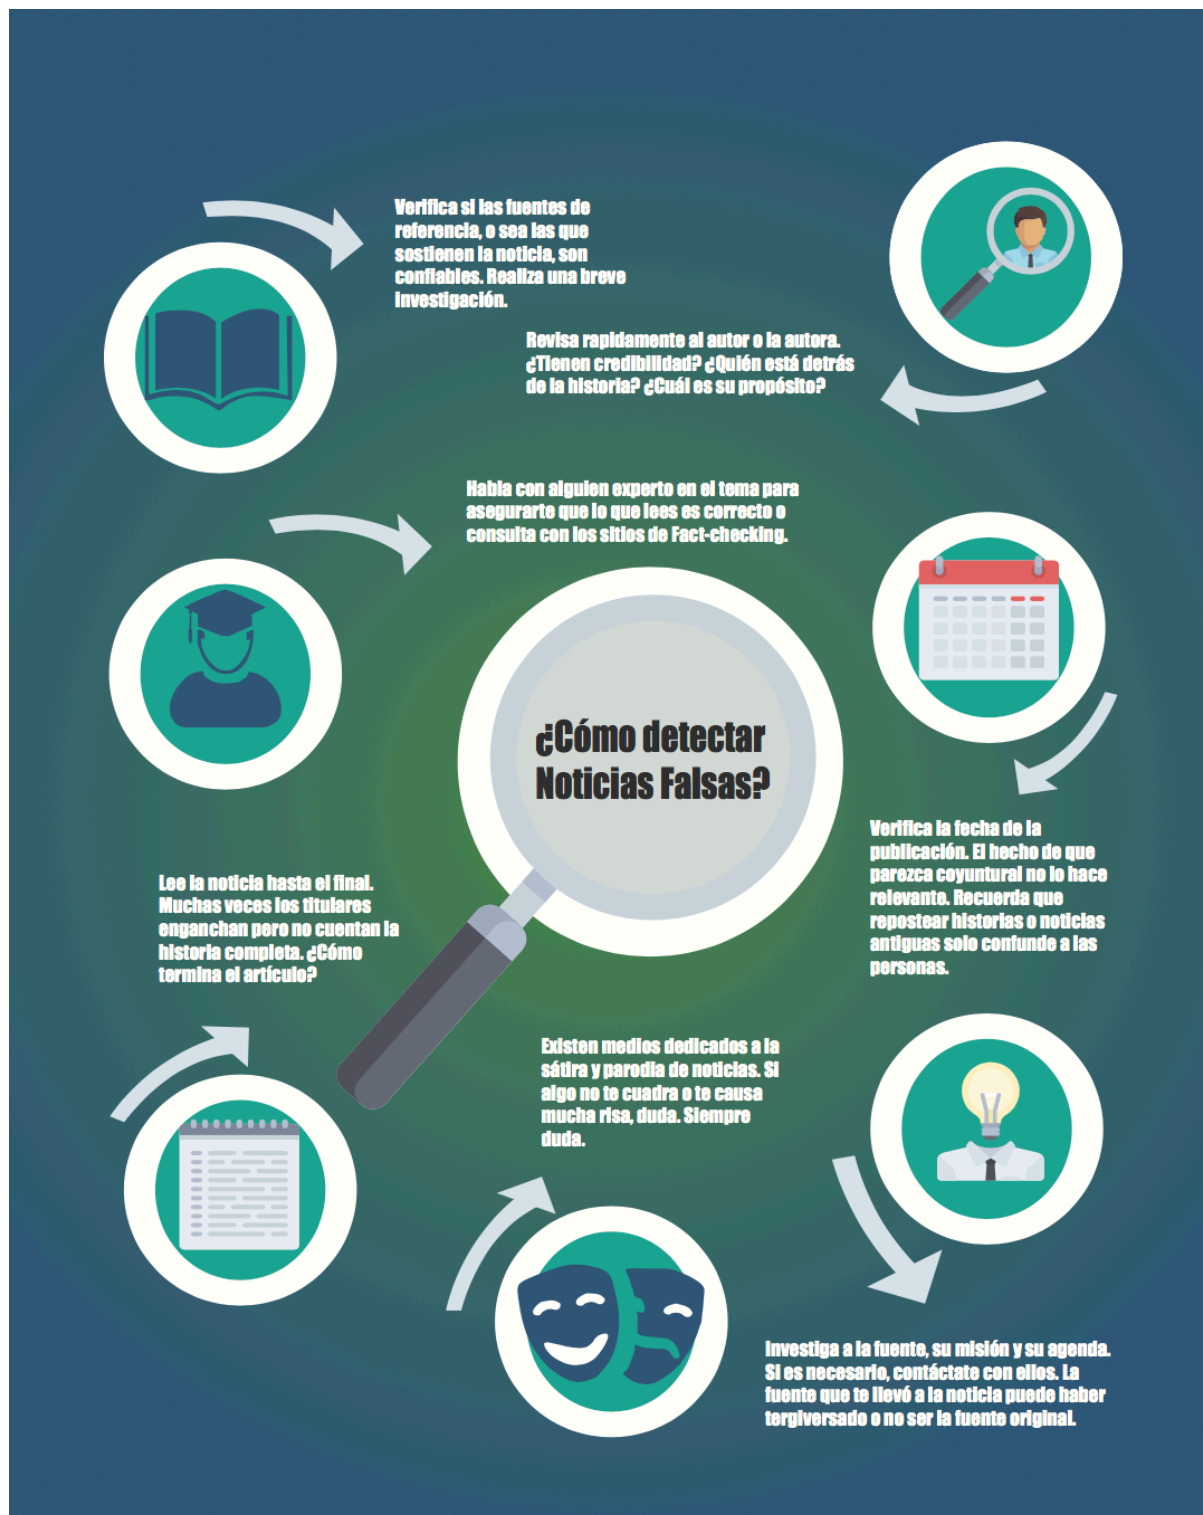 Verifica si las fuentes de
referencia, o sea las que
sostienen la noticia, son
confiables. Realiza una breve
investigación.
Revisa rapidamente al autor o la autora.
¿Tienen credibilidad? ¿Quién está detrás
de la historia? ¿Cuál es su propósito?
Habla con alguien experto en el tema para
asegurarte que lo que lees es correcto o
consulta con los sitios de Fact-checking.
¿Cómo detectar
Noticias Falsas?
Verifica la fecha de la
publicación. El hecho de que
parezca coyuntural no lo hace
relevante. Recuerda que
repostear historias o noticias
antiguas solo confunde a las
personas.
Lee la noticia hasta el final.
Muchas veces los titulares
enganchan pero no cuentan la
historia completa. ¿Cómo
termina el artículo?
Existen medios dedicados a la
sátira y parodia de noticias. Si
algo no te cuadra o te causa
mucha risa, duda. Siempre
duda.
Investiga a la fuente, su misión y su agenda.
Si es necesario, contáctate con ellos. La
fuente que te llevó a la noticia puede haber
tergiversado o no ser la fuente original.